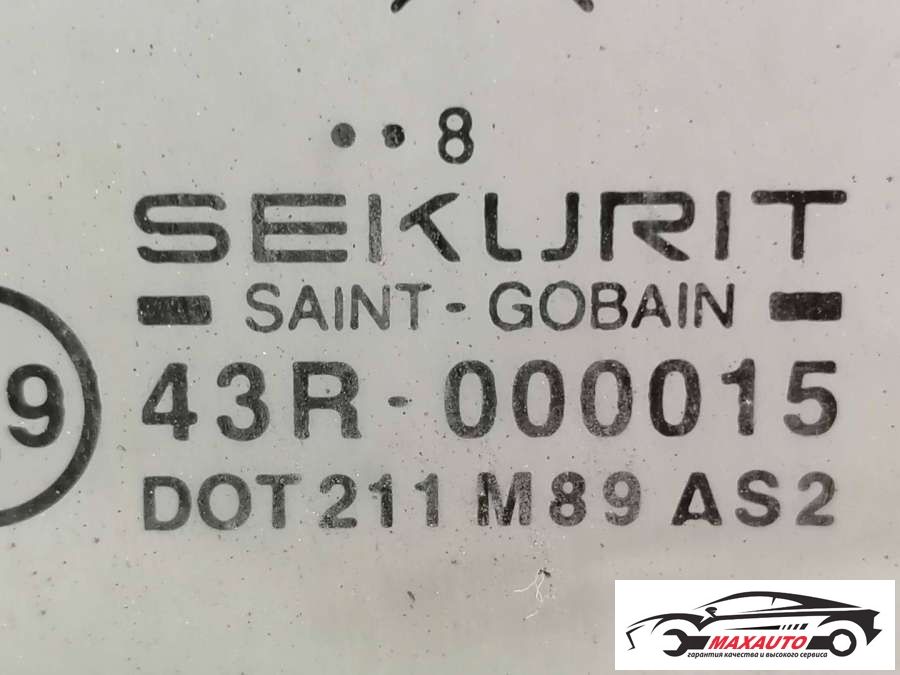 ••8
SEKURIT
SAINT-GOBAIN
9 43R-000015
DOT 211 M89 AS2
MAXAUTO
гарантия качества и высокого сервиса